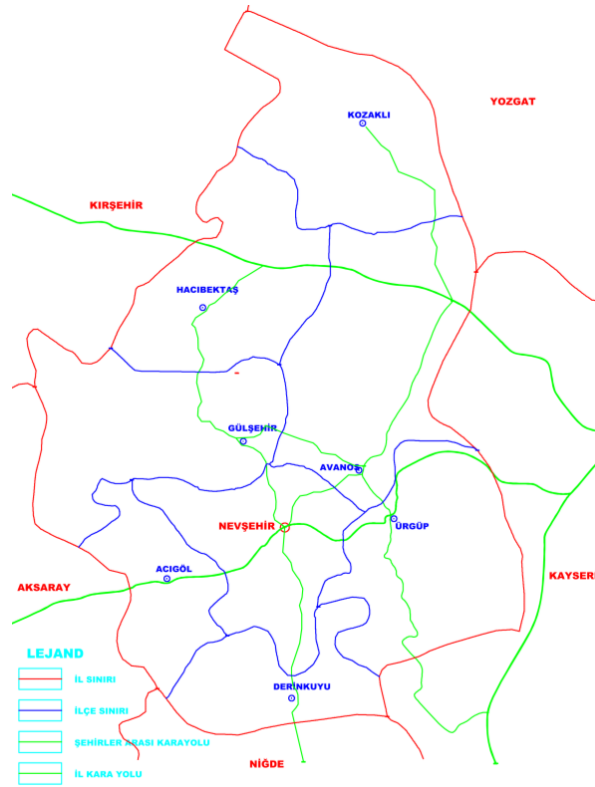 KOZAKLI
YOZGAT
KIRŞEHİR
HACIBEKTAŞ
GÜLŞEHİR
AVANOS
NEVŞEHİR
ÜRGÜP
ACIGÖL
AKSARAY
KAYSERİ
LEJAND
İL SINIRI
DERİNKUYU
İLÇE SINIRI
ŞEHİRLER ARASI KARAYOLU
NİĞDE
İL KARA YOLU